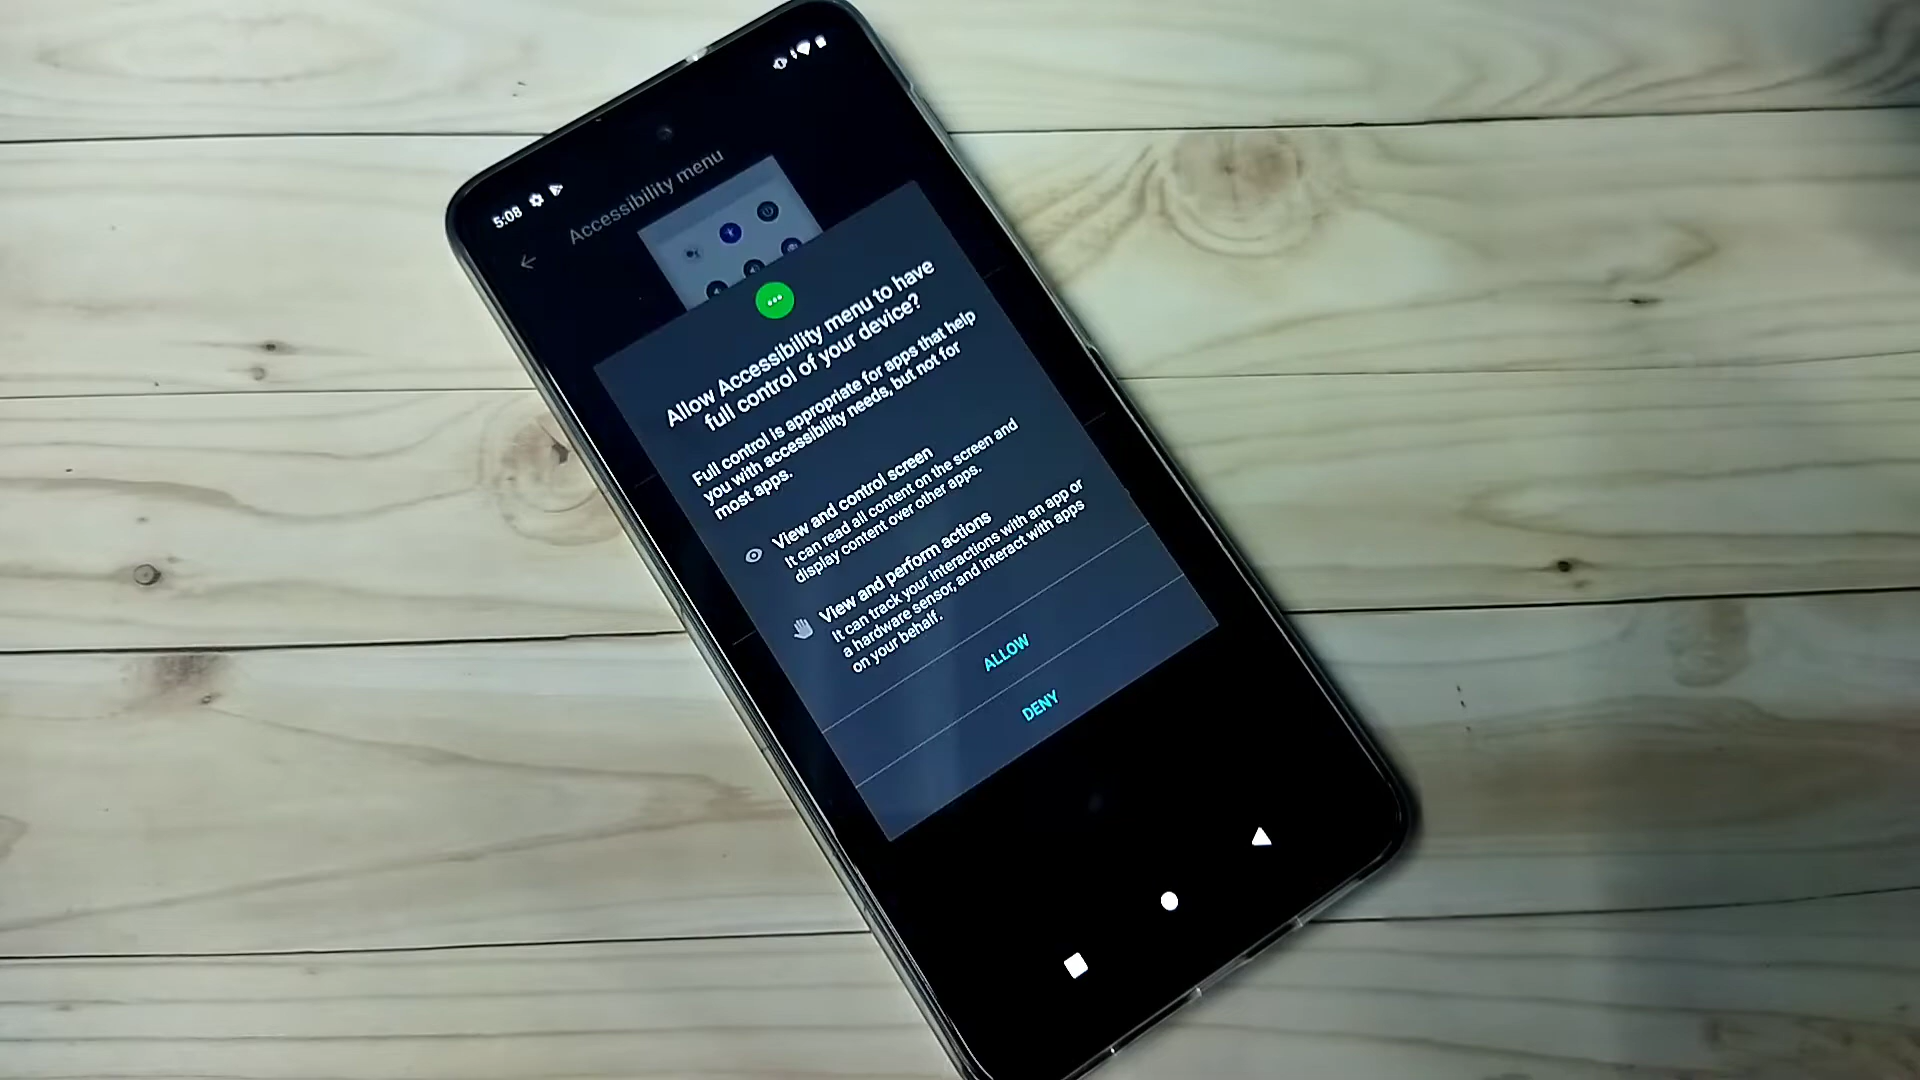 5:08
Accessibility menu
Allow Accessibility menu to have
full control of your device?
Full control is appropriate for apps that help
you with accessibility needs, but not for
most apps.
View and control screen
It can read all content on the screen and
display content over other apps.
View and perform actions
It can track your interactions with an app or
a hardware sensor, and interact with apps
on your behalf.
ALLOW
DENY